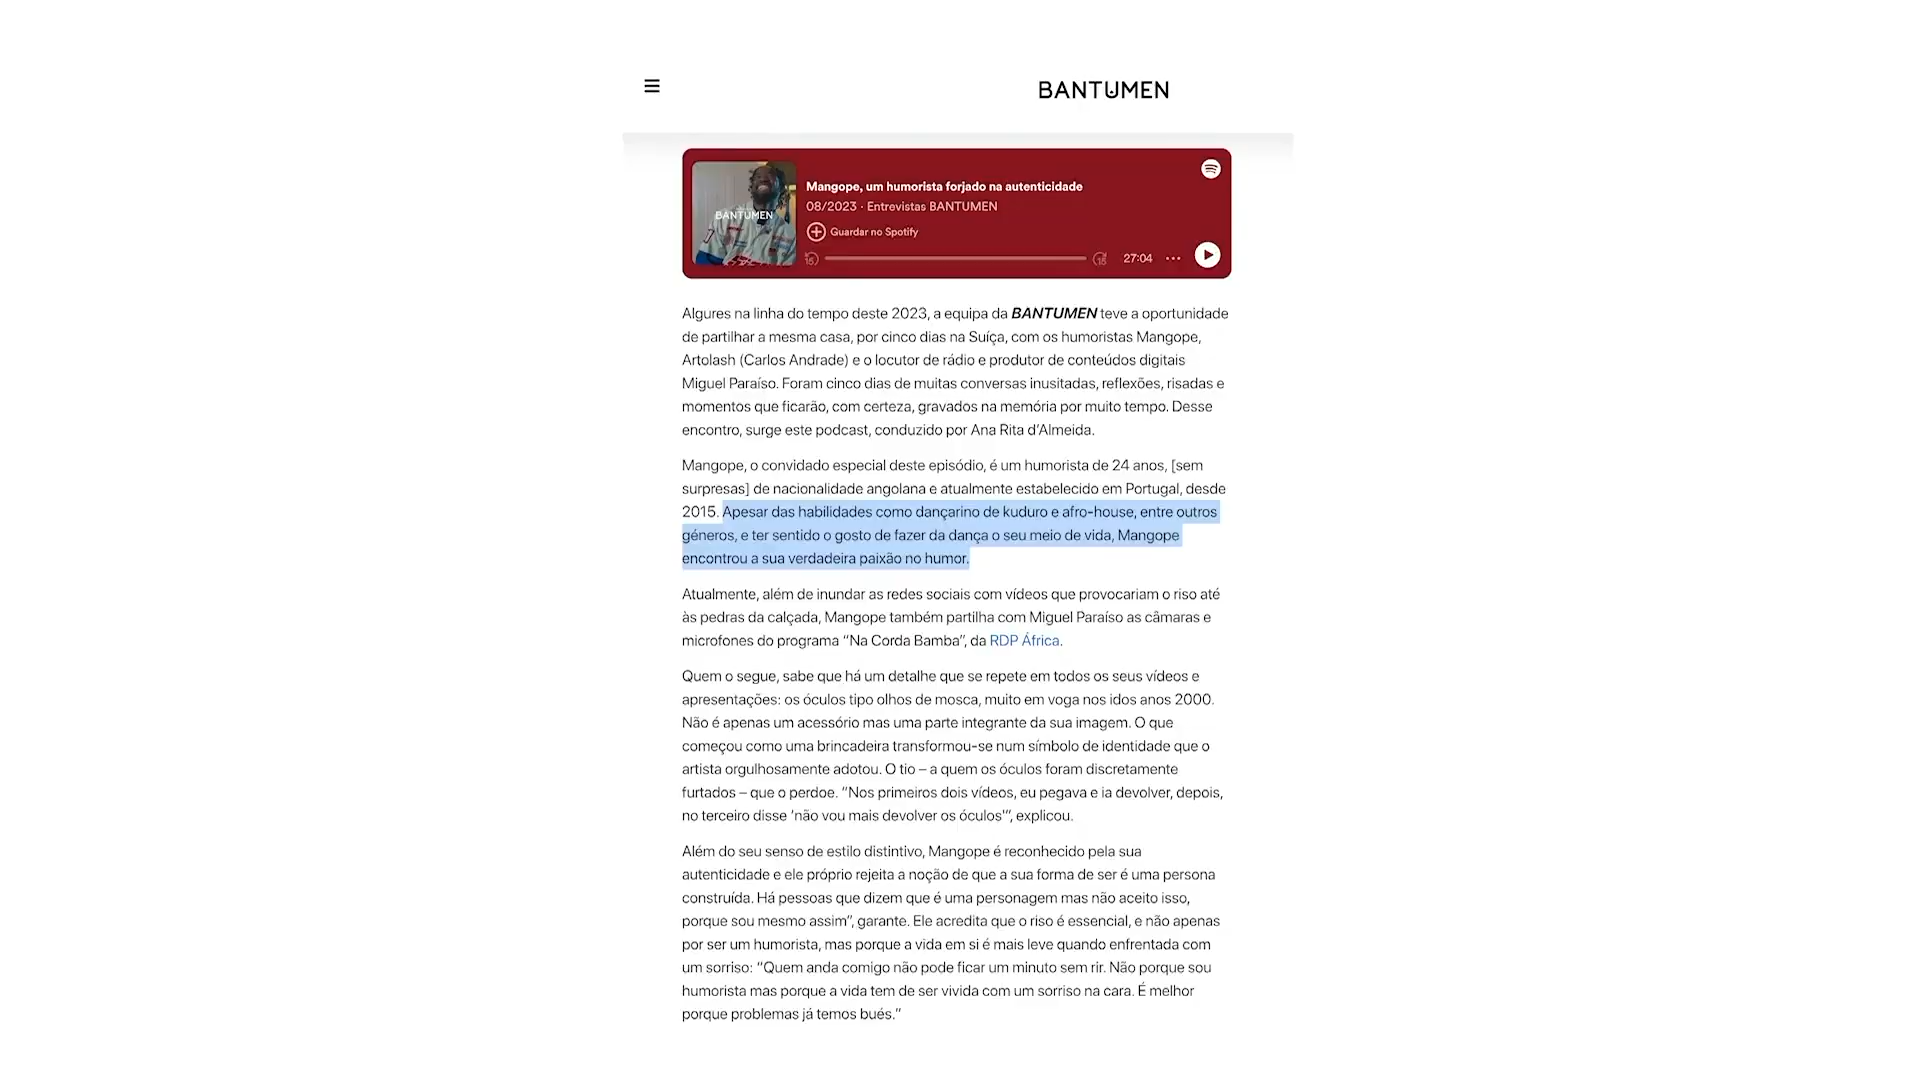 BANTUMEN
BANTUMEN
Mangope, um humorista forjado na autenticidade
08/2023 · Entrevistas BANTUMEN
Guardar no Spotify
15
15
27:04
Algures na linha do tempo deste 2023, a equipa da BANTUMEN teve a oportunidade
de partilhar a mesma casa, por cinco dias na Suíça, com os humoristas Mangope,
Artolash (Carlos Andrade) e o locutor de rádio e produtor de conteúdos digitais
Miguel Paraíso. Foram cinco dias de muitas conversas inusitadas, reflexões, risadas e
momentos que ficarão, com certeza, gravados na memória por muito tempo. Desse
encontro, surge este podcast, conduzido por Ana Rita d’Almeida.
Mangope, o convidado especial deste episódio, é um humorista de 24 anos, [sem
surpresas] de nacionalidade angolana e atualmente estabelecido em Portugal, desde
2015. Apesar das habilidades como dançarino de kuduro e afro-house, entre outros
géneros, e ter sentido o gosto de fazer da dança o seu meio de vida, Mangope
encontrou a sua verdadeira paixão no humor.
Atualmente, além de inundar as redes sociais com vídeos que provocariam o riso até
às pedras da calçada, Mangope também partilha com Miguel Paraíso as câmaras e
microfones do programa “Na Corda Bamba”, da RDP África.
Quem o segue, sabe que há um detalhe que se repete em todos os seus vídeos e
apresentações: os óculos tipo olhos de mosca, muito em voga nos idos anos 2000.
Não é apenas um acessório mas uma parte integrante da sua imagem. O que
começou como uma brincadeira transformou-se num símbolo de identidade que o
artista orgulhosamente adotou. O tio – a quem os óculos foram discretamente
furtados – que o perdoe. “Nos primeiros dois vídeos, eu pegava e ia devolver, depois,
no terceiro disse ‘não vou mais devolver os óculos'”, explicou.
Além do seu senso de estilo distintivo, Mangope é reconhecido pela sua
autenticidade e ele próprio rejeita a noção de que a sua forma de ser é uma persona
construída. Há pessoas que dizem que é uma personagem mas não aceito isso,
porque sou mesmo assim”, garante. Ele acredita que o riso é essencial, e não apenas
por ser um humorista, mas porque a vida em si é mais leve quando enfrentada com
um sorriso: “Quem anda comigo não pode ficar um minuto sem rir. Não porque sou
humorista mas porque a vida tem de ser vivida com um sorriso na cara. É melhor
porque problemas já temos bués.”